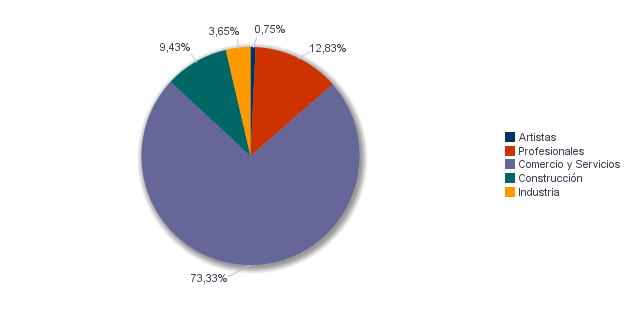 3,65%
0,75%
9,43%
12,83%
73,33%
Artistas
Profesionales
Comercio y Servicios
Construcción
Industria